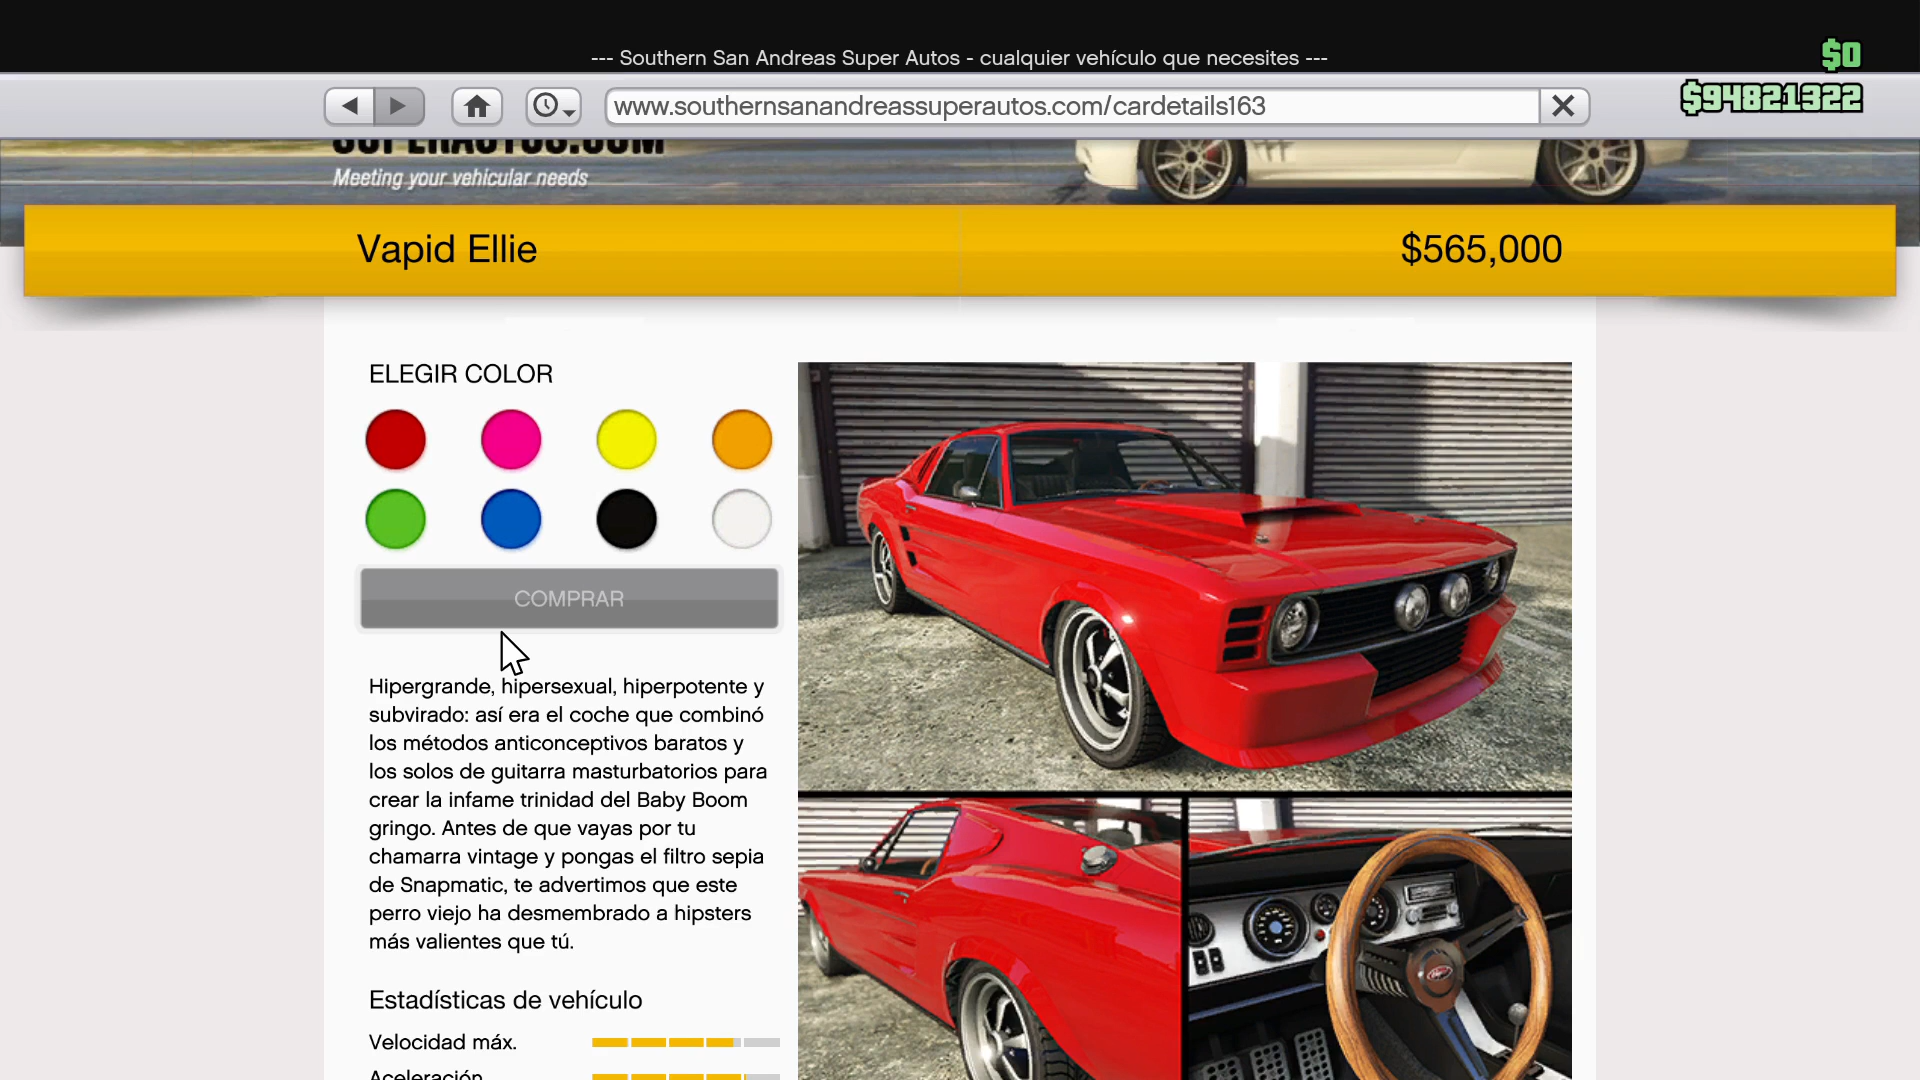 --- Southern San Andreas Super Autos - cualquier vehículo que necesites ---
$0
www.southernsanandreassuperautos.com/cardetails163
$94821322
SUPERAUTOS.COM
Meeting your vehicular needs
Vapid Ellie
$565,000
ELEGIR COLOR
COMPRAR
Hipergrande, hipersexual, hiperpotente y
subvirado: así era el coche que combinó
los métodos anticonceptivos baratos y
los solos de guitarra masturbatorios para
crear la infame trinidad del Baby Boom
gringo. Antes de que vayas por tu
chamarra vintage y pongas el filtro sepia
de Snapmatic, te advertimos que este
perro viejo ha desmembrado a hipsters
más valientes que tú.
Estadísticas de vehículo
Velocidad máx.
Aceleración